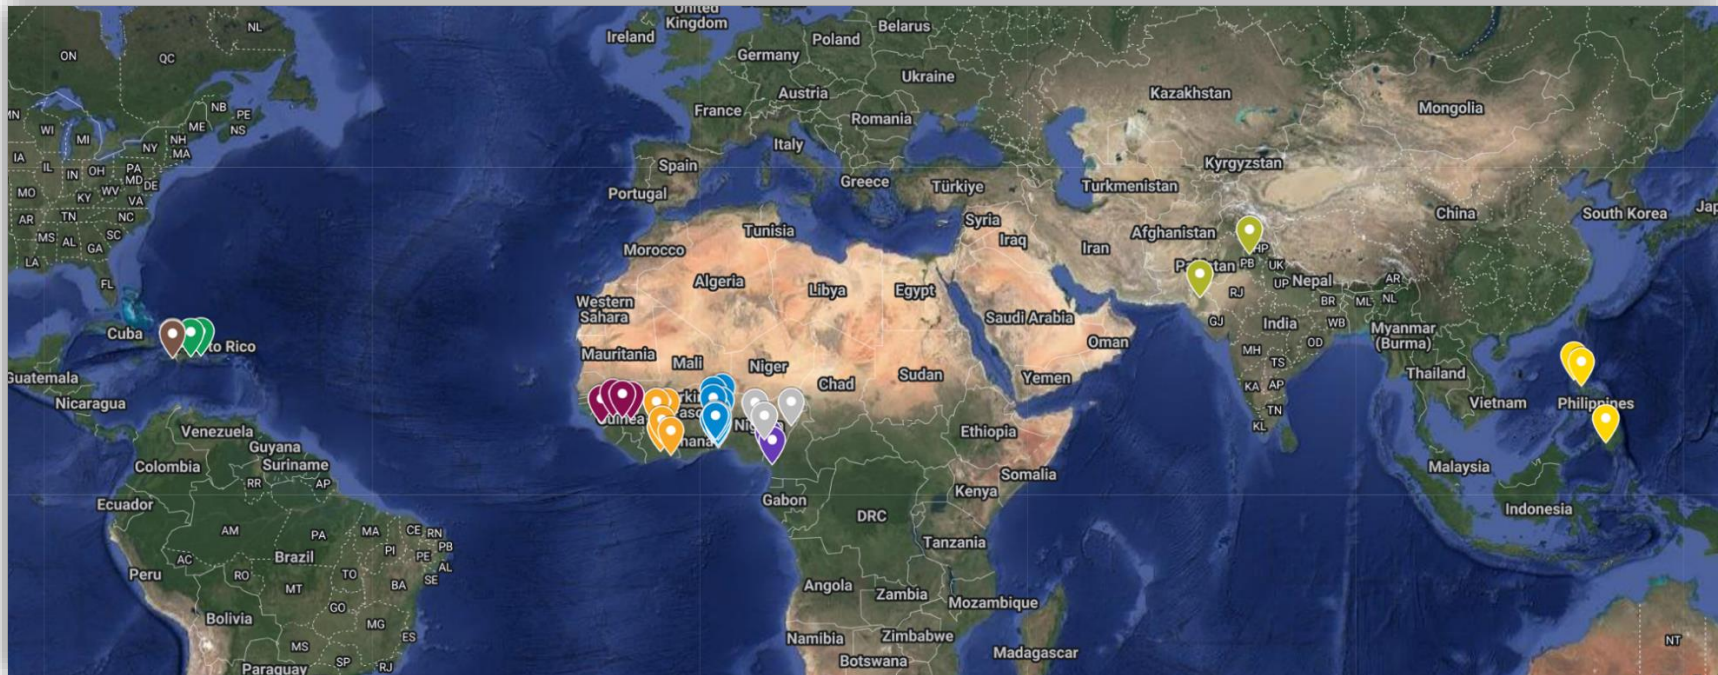 NL
United
Kingdom
Ireland
Belarus
Poland
ON
QC
Germany
Ukraine
Austria
Kazakhstan
Mongolia
France
Romania
NB
PE
NS
ME
WI
MI
NH
NY
MA
Italy
Spain
Kyrgyzstan
IA
IL
IN
OH
PA
MD
DE
Greece
Türkiye
Turkmenistan
Portugal
MO
KY
WV
VA
AR
TN
NC
Syria
China
South Korea
MS
AL
GA
SC
Tunisia
Afghanistan
Iraq
Iran
Morocco
LA
HP
PB
UK
FL
Algeria
Libya
Egypt
UP
Nepal
AR
RJ
Western
Sahara
BR
ML
NL
Saudi Arabia
GJ
India
WB
Myanmar
(Burma)
Cuba
to Rico
Oman
OD
Mauritania
MH
TS
Mali
Niger
Chad
Sudan
Yemen
Thailand
Guatemala
KA
AP
Nicaragua
Vietnam
Philippines
TN
KL
Venezuela
Guyana
Ethiopia
Colombia
Suriname
Malaysia
RR
AP
Somalia
Kenya
Gabon
Ecuador
DRC
Indonesia
AM
PA
MA
CE
RN
PB
PI
PE
AL
Tanzania
AC
Brazil
Peru
RO
TO
BA
SE
MT
Angola
Zambia
Mozambique
GO
Bolivia
MG
ES
Namibia
Zimbabwe
MS
Madagascar
NT
SP
RJ
Botswana
Paraguay